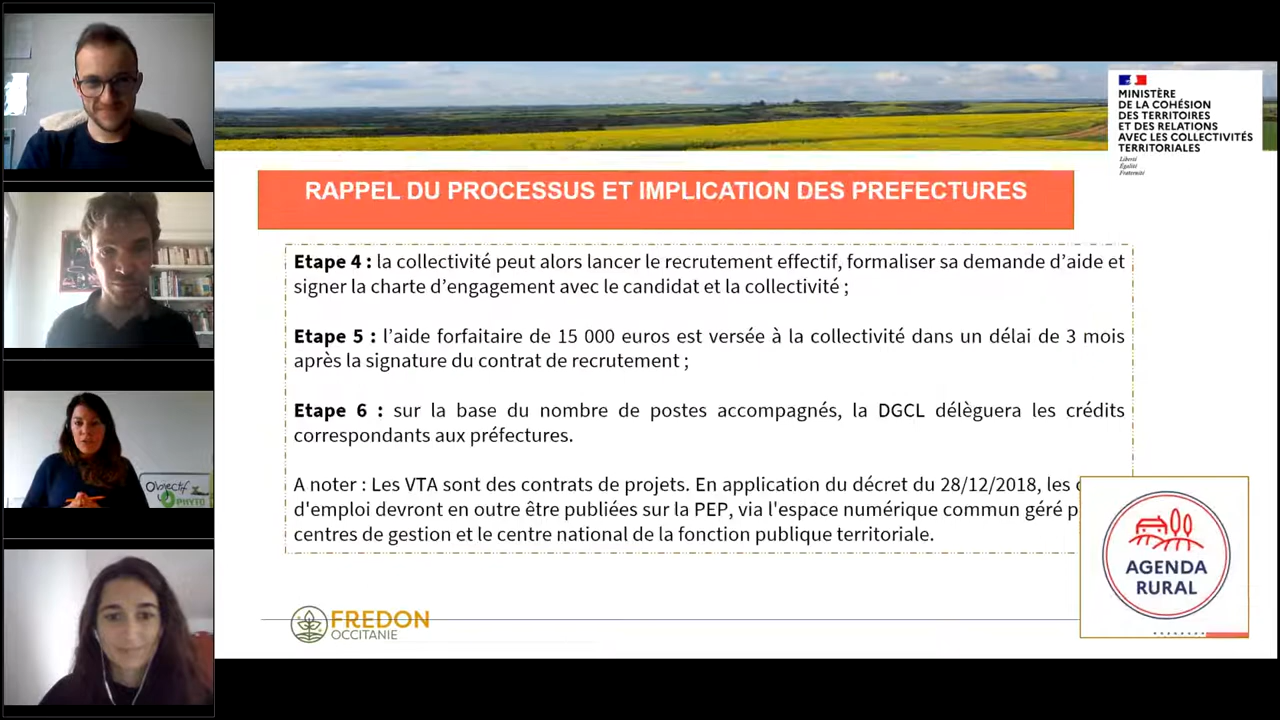 MINISTÈRE
DE LA COHÉSION
DES TERRITOIRES
ET DES RELATIONS
AVEC LES COLLECTIVITÉS
TERRITORIALES
Liberté
Égalité
Fraternité
RAPPEL DU PROCESSUS ET IMPLICATION DES PREFECTURES
Etape 4 : la collectivité peut alors lancer le recrutement effectif, formaliser sa demande d'aide et
signer la charte d'engagement avec le candidat et la collectivité ;
Etape 5 : l'aide forfaitaire de 15 000 euros est versée à la collectivité dans un délai de 3 mois
après la signature du contrat de recrutement ;
Etape 6 : sur la base du nombre de postes accompagnés, la DGCL délèguera les crédits
correspondants aux préfectures.
A noter : Les VTA sont des contrats de projets. En application du décret du 28/12/2018, les
d'emploi devront en outre être publiées sur la PEP, via l'espace numérique commun géré
centres de gestion et le centre national de la fonction publique territoriale.
AGENDA
RURAL
FREDON
OCCITANIE
Objectif
PHYTO